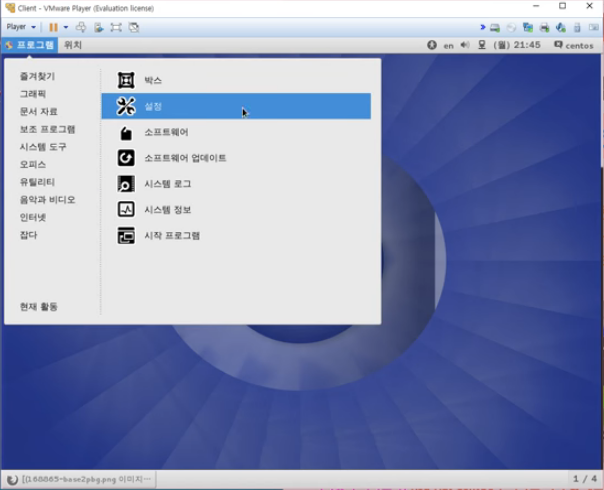 Client - VMware Player (Evaluation license)
Player
프로그램 위치 en (월) 21:45 centos
즐겨찾기
그래픽
문서 자료
보조 프로그램
시스템 도구
오피스
유틸리티
음악과 비디오
인터넷
잡다
현재 활동
박스
설정
소프트웨어
소프트웨어 업데이트
시스템 로그
시스템 정보
시작 프로그램
[(168865-base2pbg.png 이미지… 1 / 4